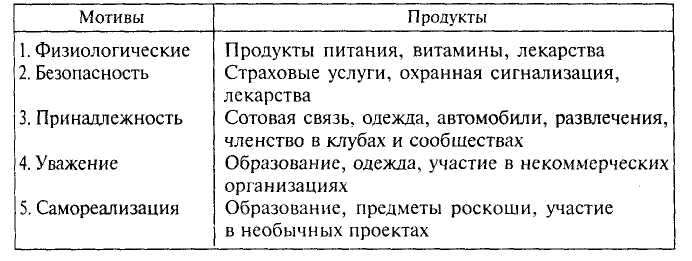 Мотивы Продукты
1. Физиологические Продукты питания, витамины, лекарства
2. Безопасность Страховые услуги, охранная сигнализация,
лекарства
3. Принадлежность Сотовая связь, одежда, автомобили, развлечения,
членство в клубах и сообществах
4. Уважение Образование, одежда, участие в некоммерческих
организациях
5. Самореализация Образование, предметы роскоши, участие
в необычных проектах